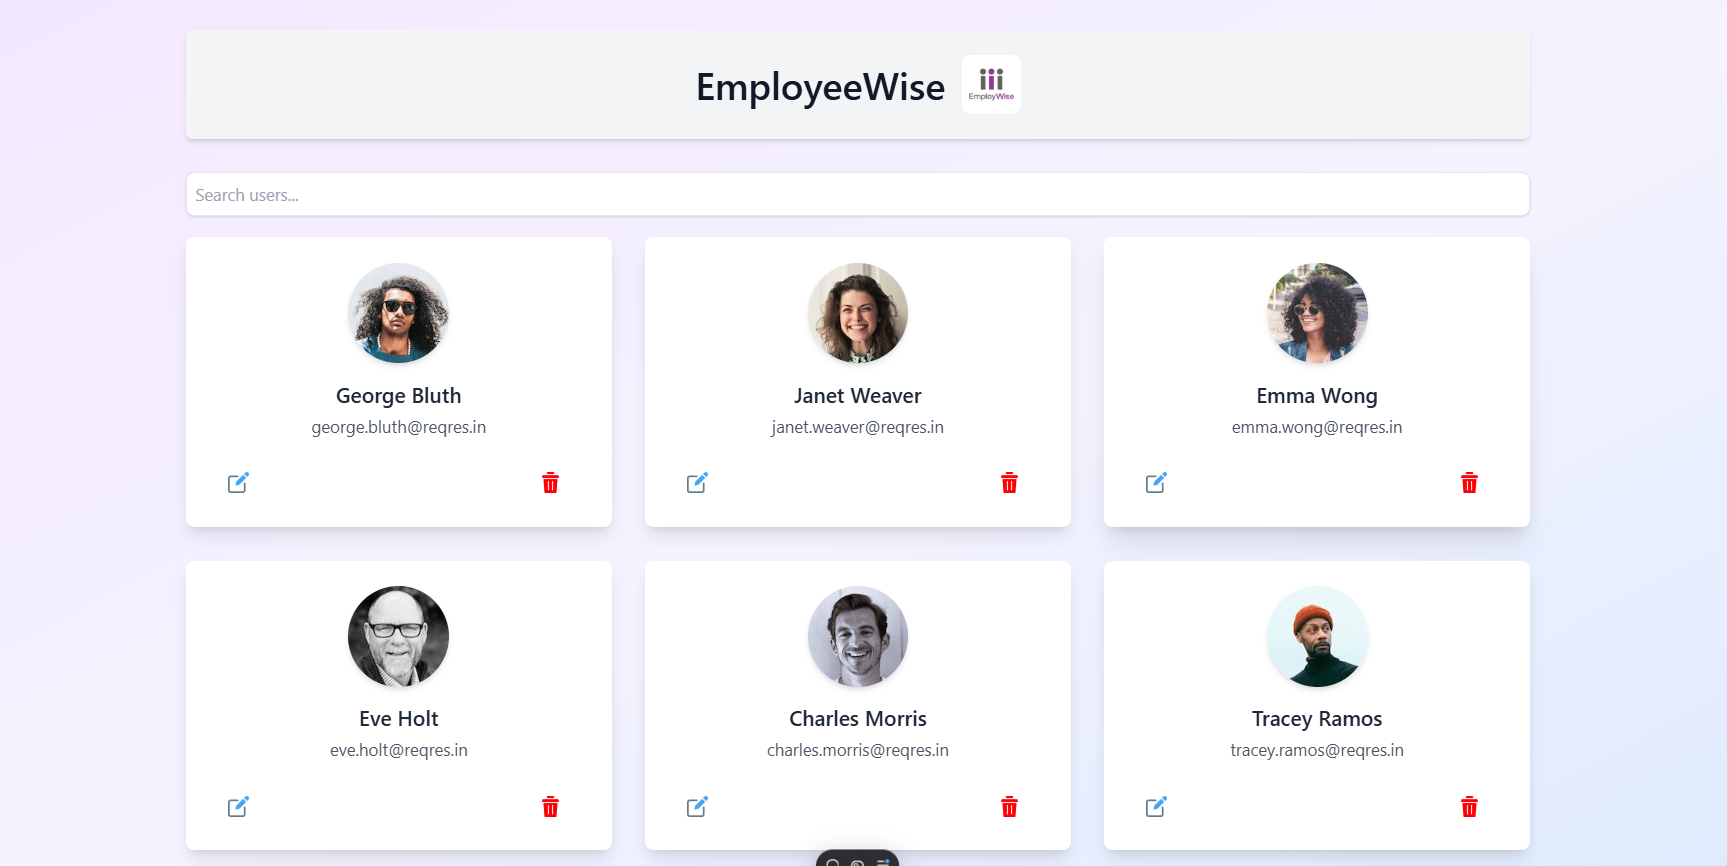 EmployeeWise
EmployWise
Search users...
George Bluth
george.bluth@reqres.in
Janet Weaver
janet.weaver@reqres.in
Emma Wong
emma.wong@reqres.in
Eve Holt
eve.holt@reqres.in
Charles Morris
charles.morris@reqres.in
Tracey Ramos
tracey.ramos@reqres.in